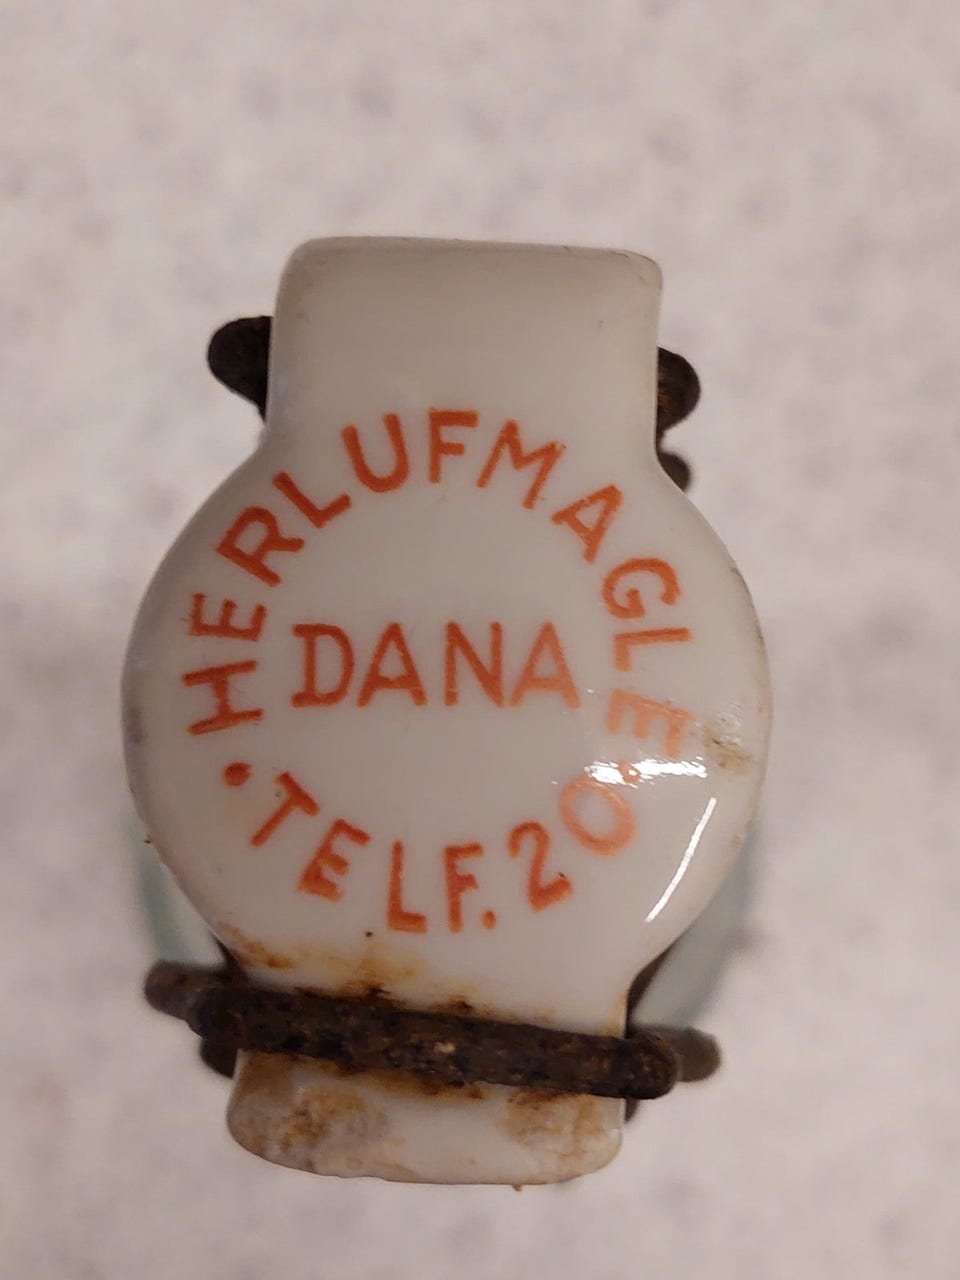 HERLUFMAGLE
DANA
· TELF. 20 ·